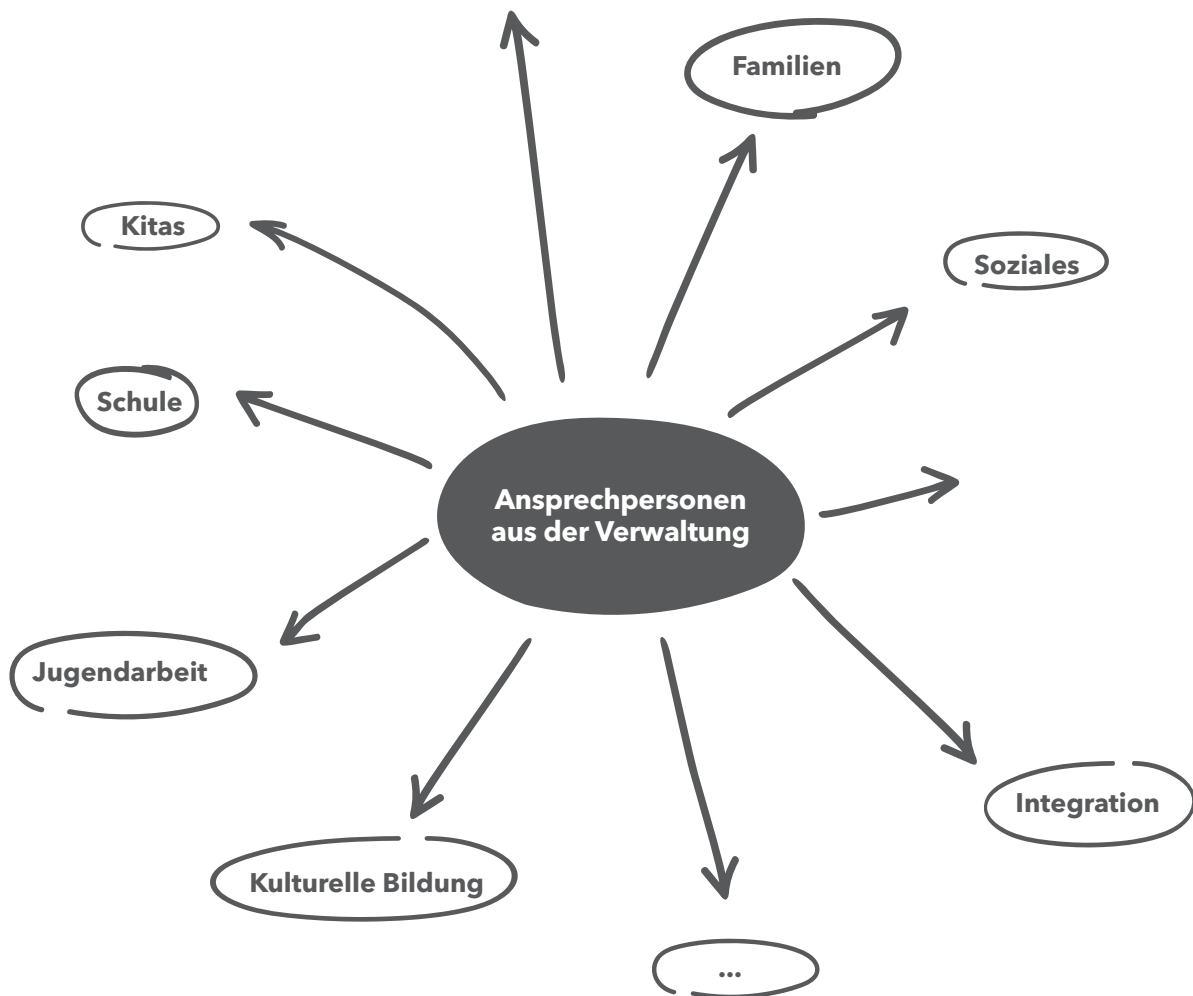 Familien
Kitas
Soziales
Schule
Ansprechpersonen
aus der Verwaltung
Jugendarbeit
Integration
Kulturelle Bildung
...